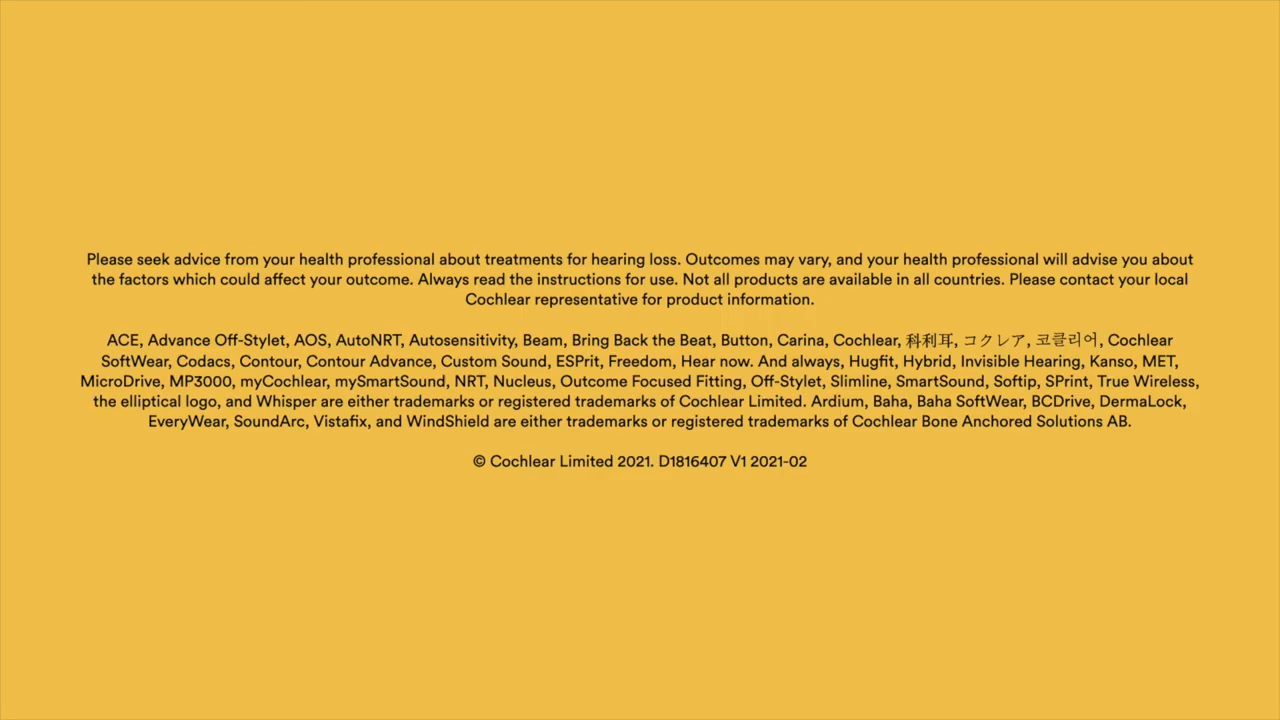 Please seek advice from your health professional about treatments for hearing loss. Outcomes may vary, and your health professional will advise you about
the factors which could affect your outcome. Always read the instructions for use. Not all products are available in all countries. Please contact your local
Cochlear representative for product information.
ACE, Advance Off-Stylet, AOS, AutoNRT, Autosensitivity, Beam, Bring Back the Beat, Button, Carina, Cochlear, 科利耳, コクレア, 코클리어, Cochlear
SoftWear, Codacs, Contour, Contour Advance, Custom Sound, ESPrit, Freedom, Hear now. And always, Hugfit, Hybrid, Invisible Hearing, Kanso, MET,
MicroDrive, MP3000, myCochlear, mySmartSound, NRT, Nucleus, Outcome Focused Fitting, Off-Stylet, Slimline, SmartSound, Softip, SPrint, True Wireless,
the elliptical logo, and Whisper are either trademarks or registered trademarks of Cochlear Limited. Ardium, Baha, Baha SoftWear, BCDrive, DermaLock,
EveryWear, SoundArc, Vistafix, and WindShield are either trademarks or registered trademarks of Cochlear Bone Anchored Solutions AB.
© Cochlear Limited 2021. D1816407 V1 2021-02